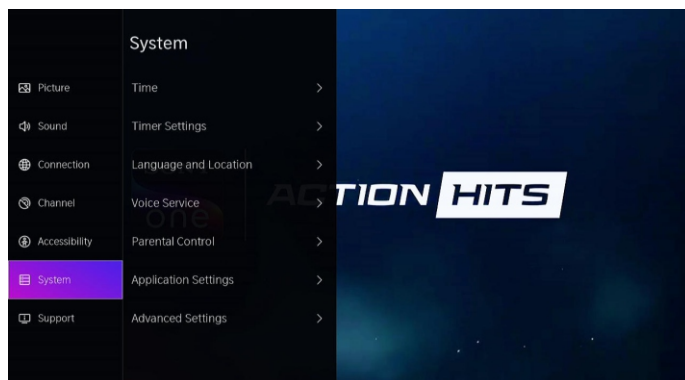 System
Picture
Time
Sound
Timer Settings
Connection
Language and Location
Channel
Voice Service
Accessibility
Parental Control
System
Application Settings
Support
Advanced Settings
one
ACTION HITS